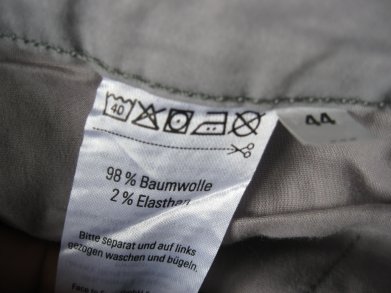 40
44
98 % Baumwolle
2 % Elasthan
Bitte separat und auf links
gezogen waschen und bügeln.